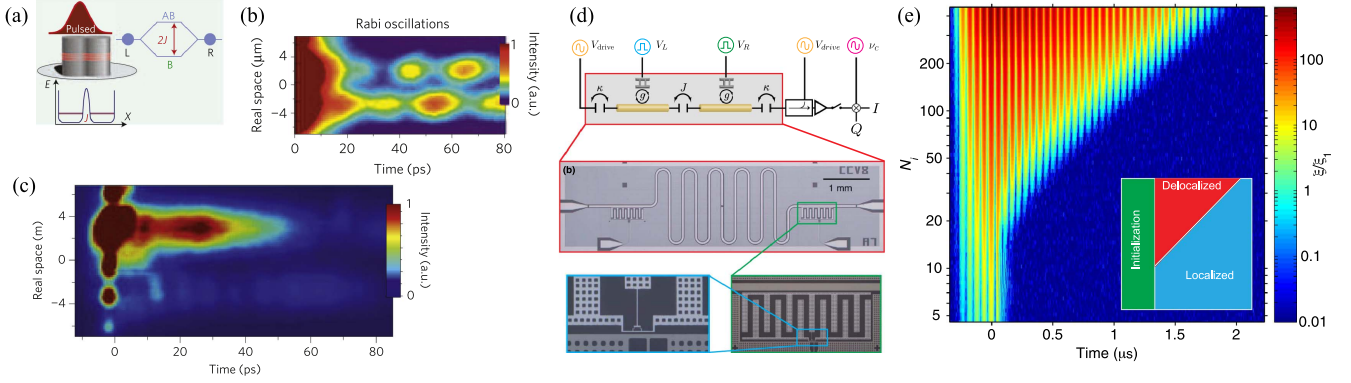 (a)
Pulsed
L
AB
2J
B
R
E
J
X
(b)
Rabi oscillations
Real space (µm)
4
0
−4
0
20
40
60
80
Time (ps)
1
0
Intensity (a.u.)
(c)
Real space (m)
4
0
−4
0
20
40
60
80
Time (ps)
1
0
Intensity (a.u.)
(d)
V_drive
V_L
V_R
V_drive
ν_C
κ
g
J
g
κ
I
Q
(b)
CCV8
1 mm
(e)
N_i
200
100
50
20
10
5
0
0.5
1
1.5
2
Time (µs)
Initialization
Delocalized
Localized
100
10
1
0.1
0.01
ξ/ξ₁